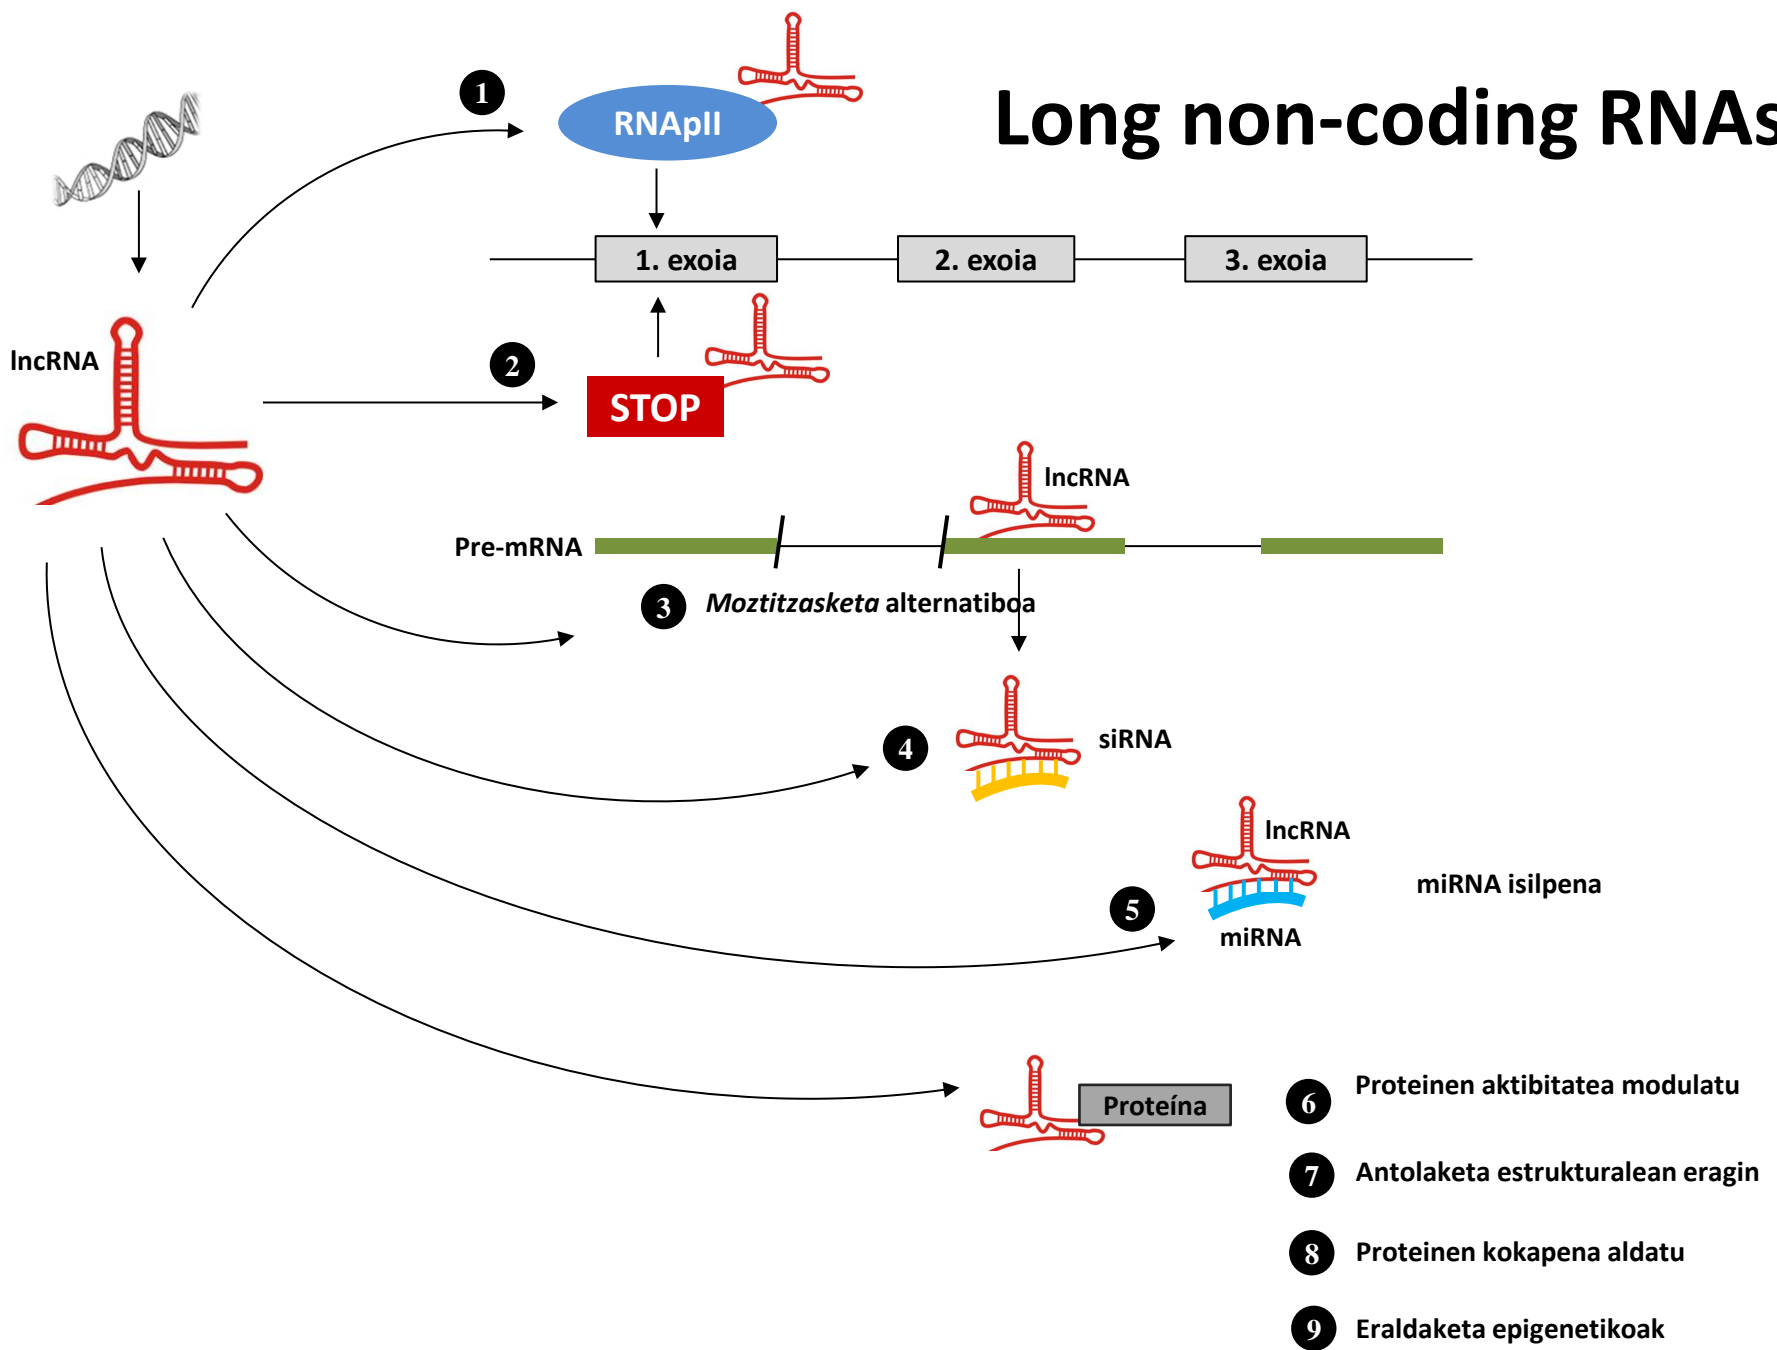 Long non-coding RNAs
1
RNApII
1. exoia
2. exoia
3. exoia
lncRNA
2
STOP
lncRNA
Pre-mRNA
3
Moztitzasketa alternatiboa
4
siRNA
lncRNA
miRNA isilpena
5
miRNA
Proteína
6
Proteinen aktibitatea modulatu
7
Antolaketa estrukturalean eragin
8
Proteinen kokapena aldatu
9
Eraldaketa epigenetikoak